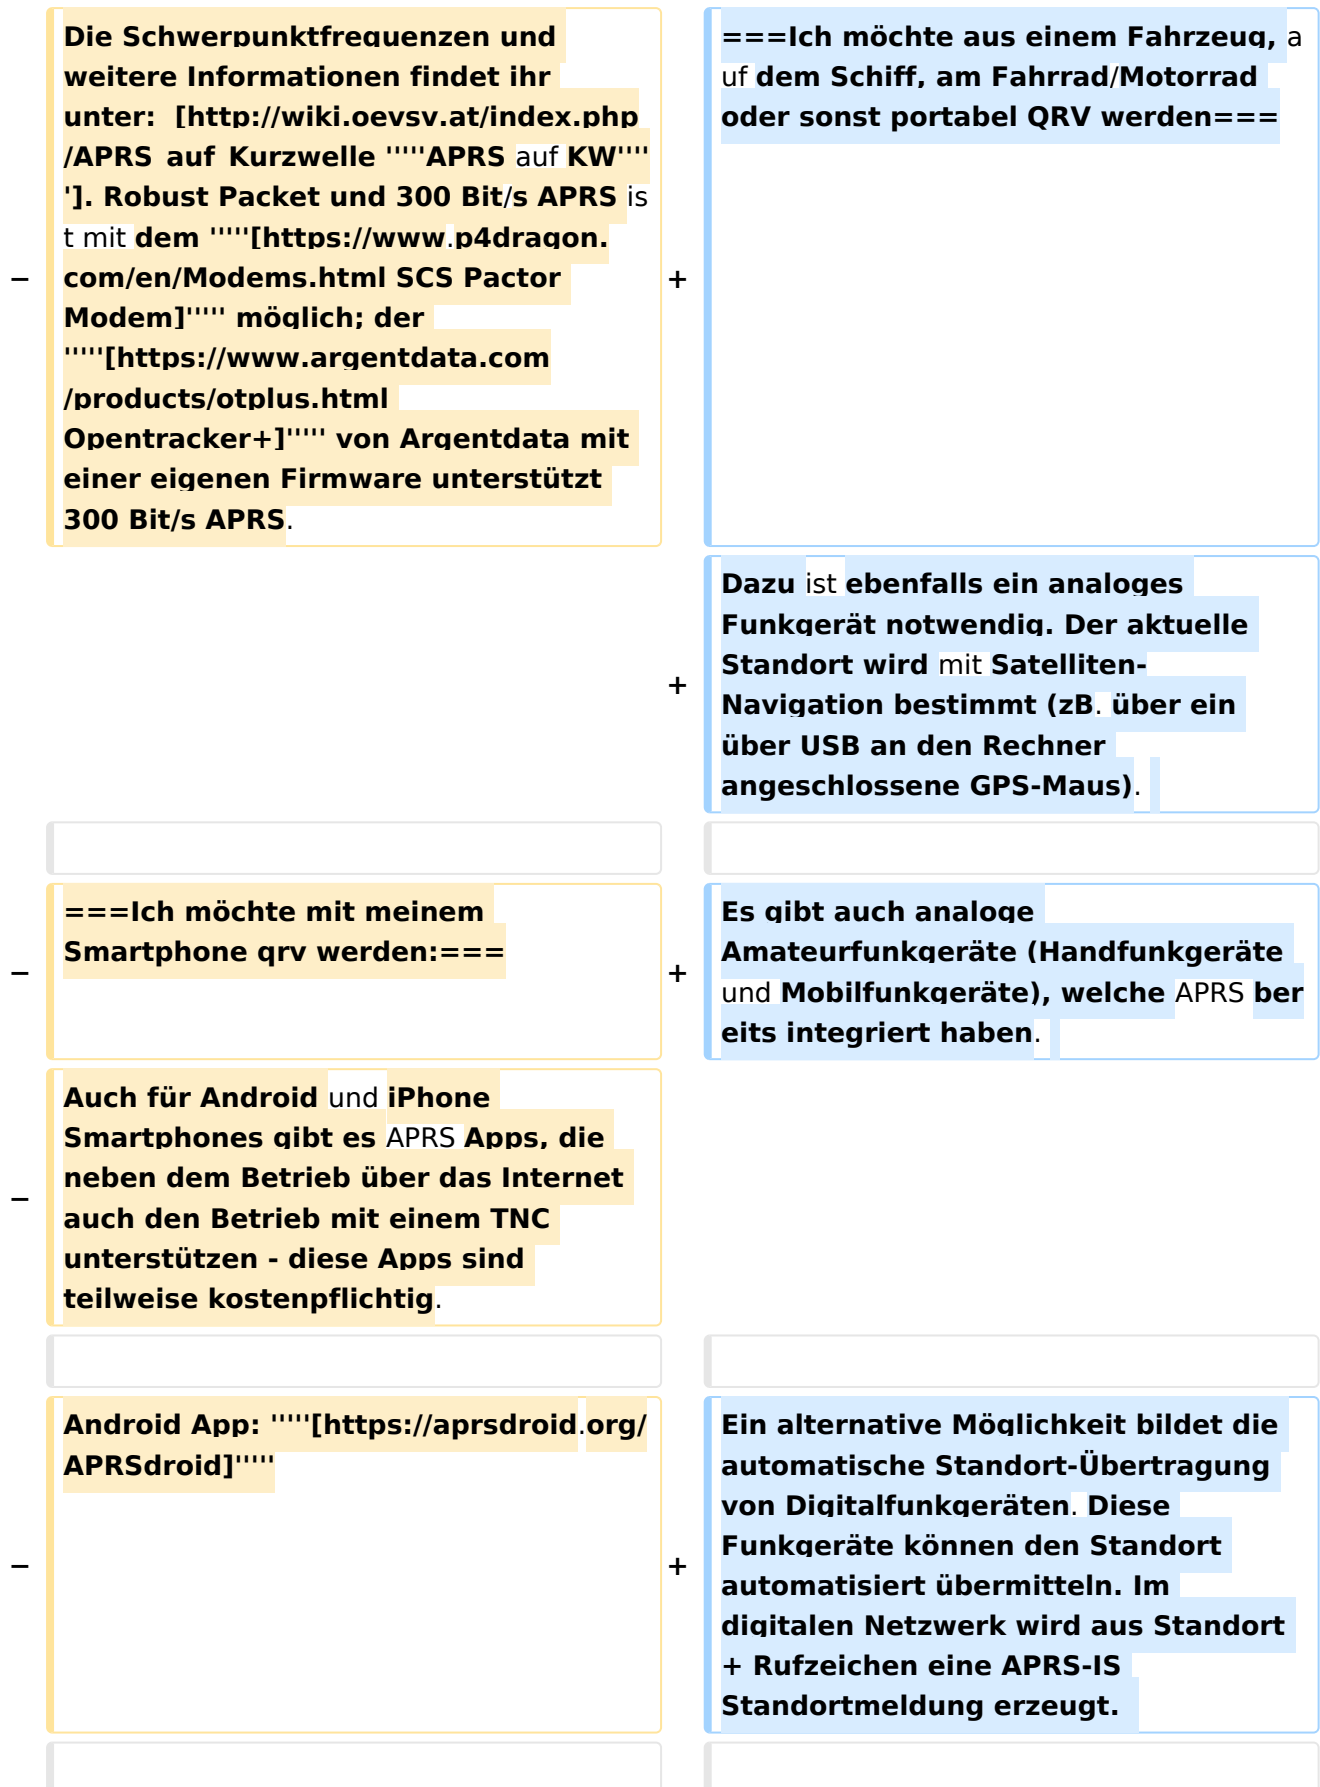 Die Schwerpunktfrequenzen und
weitere Informationen findet ihr
unter:  [http://wiki.oevsv.at/index.php
/APRS_auf_Kurzwelle '''''APRS auf KW''''
']. Robust Packet und 300 Bit/s APRS is
t mit dem '''''[https://www.p4dragon.
com/en/Modems.html SCS Pactor
Modem]''''' möglich; der
'''''[https://www.argentdata.com
/products/otplus.html
Opentracker+]''''' von Argentdata mit
einer eigenen Firmware unterstützt
300 Bit/s APRS.
−
+
===Ich möchte aus einem Fahrzeug, a
uf dem Schiff, am Fahrrad/Motorrad
oder sonst portabel QRV werden===
+
Dazu ist ebenfalls ein analoges
Funkgerät notwendig. Der aktuelle
Standort wird mit Satelliten-
Navigation bestimmt (zB. über ein
über USB an den Rechner
angeschlossene GPS-Maus).
−
===Ich möchte mit meinem
Smartphone qrv werden:===
+
Es gibt auch analoge
Amateurfunkgeräte (Handfunkgeräte
und Mobilfunkgeräte), welche APRS ber
eits integriert haben.
−
Auch für Android und iPhone
Smartphones gibt es APRS Apps, die
neben dem Betrieb über das Internet
auch den Betrieb mit einem TNC
unterstützen - diese Apps sind
teilweise kostenpflichtig.
−
Android App: '''''[https://aprsdroid.org/
APRSdroid]'''''
+
Ein alternative Möglichkeit bildet die
automatische Standort-Übertragung
von Digitalfunkgeräten. Diese
Funkgeräte können den Standort
automatisiert übermitteln. Im
digitalen Netzwerk wird aus Standort
+ Rufzeichen eine APRS-IS
Standortmeldung erzeugt.